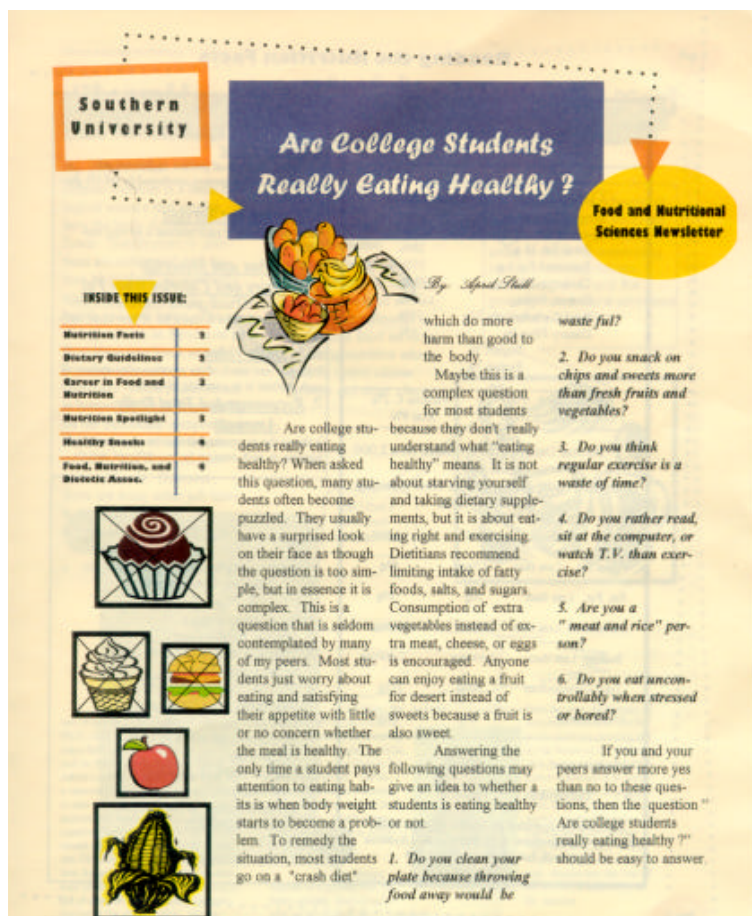 Southern
University
Are College Students
Really Eating Healthy ?
Food and Nutritional
Sciences Newsletter
By: April Stull
INSIDE THIS ISSUE:
Nutrition Facts
Dietary Guidelines
Career in Food and
Nutrition
Nutrition Spotlight
Healthy Snacks 4
Food, Nutrition, and 4
Dietetic Assoc.
Are college stu-
dents really eating
healthy? When asked
this question, many stu-
dents often become
puzzled. They usually
have a surprised look
on their face as though
the question is too sim-
ple, but in essence it is
complex. This is a
question that is seldom
contemplated by many
of my peers. Most stu-
dents just worry about
eating and satisfying
their appetite with little
or no concern whether
the meal is healthy. The
only time a student pays
attention to eating hab-
its is when body weight
starts to become a prob-
lem. To remedy the
situation, most students
go on a "crash diet"
which do more
harm than good to
the body.
Maybe this is a
complex question
for most students
because they don't really
understand what "eating
healthy" means. It is not
about starving yourself
and taking dietary supple-
ments, but it is about eat-
ing right and exercising.
Dietitians recommend
limiting intake of fatty
foods, salts, and sugars.
Consumption of extra
vegetables instead of ex-
tra meat, cheese, or eggs
is encouraged. Anyone
can enjoy eating a fruit
for desert instead of
sweets because a fruit is
also sweet.
Answering the
following questions may
give an idea to whether a
students is eating healthy
or not.
1. Do you clean your
plate because throwing
food away would be
waste ful?
2. Do you snack on
chips and sweets more
than fresh fruits and
vegetables?
3. Do you think
regular exercise is a
waste of time?
4. Do you rather read,
sit at the computer, or
watch T.V. than exer-
cise?
5. Are you a
" meat and rice" per-
son?
6. Do you eat uncon-
trollably when stressed
or bored?
If you and your
peers answer more yes
than no to these ques-
tions, then the question "
Are college students
really eating healthy ?"
should be easy to answer.